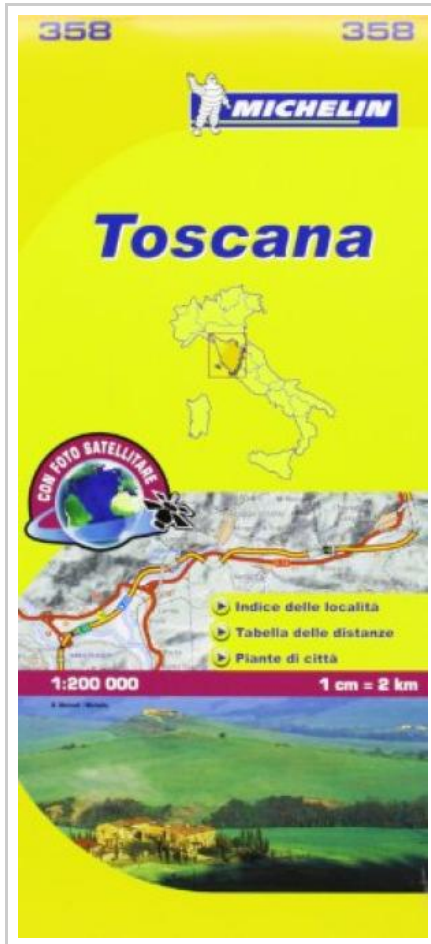 358 358
MICHELIN
Toscana
CON FOTO SATELLITARE
Indice delle località
Tabella delle distanze
Piante di città
1:200 000 1 cm = 2 km